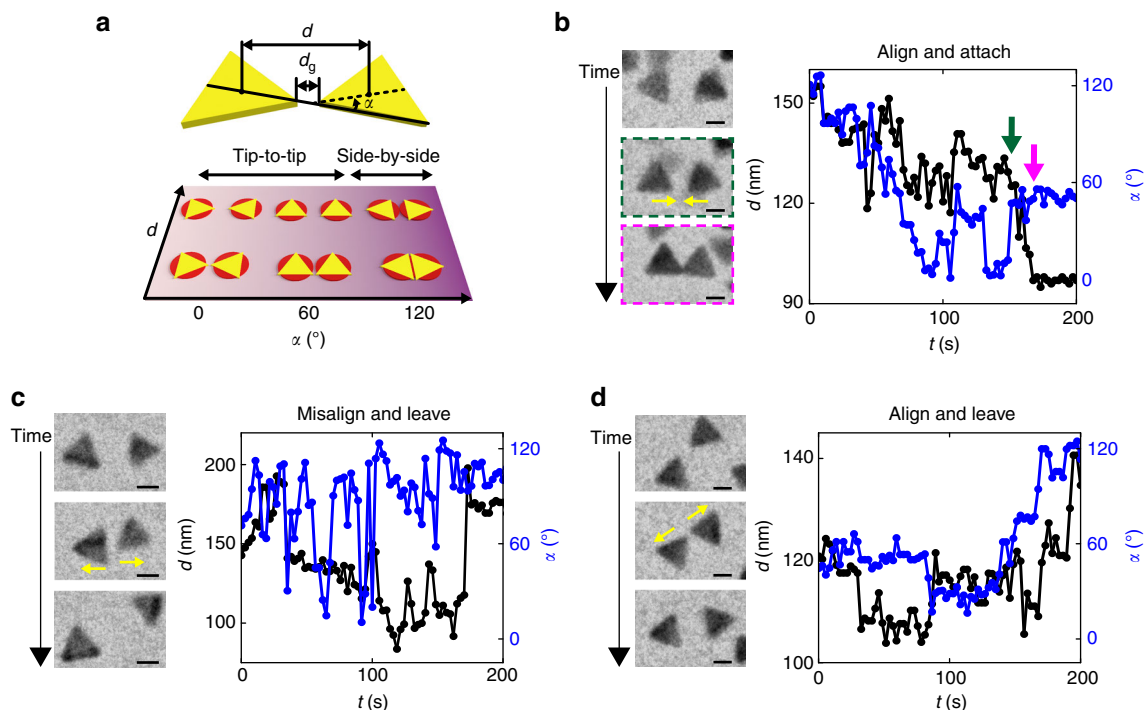 a
d
dg
α
Tip-to-tip Side-by-side
d
0 60 120
α (°)
b
Time
Align and attach
150
120
90
d (nm)
120
60
0
α (°)
0 100 200
t (s)
c
Time
Misalign and leave
200
150
100
d (nm)
120
60
0
α (°)
0 100 200
t (s)
d
Time
Align and leave
140
120
100
d (nm)
120
60
0
α (°)
0 100 200
t (s)